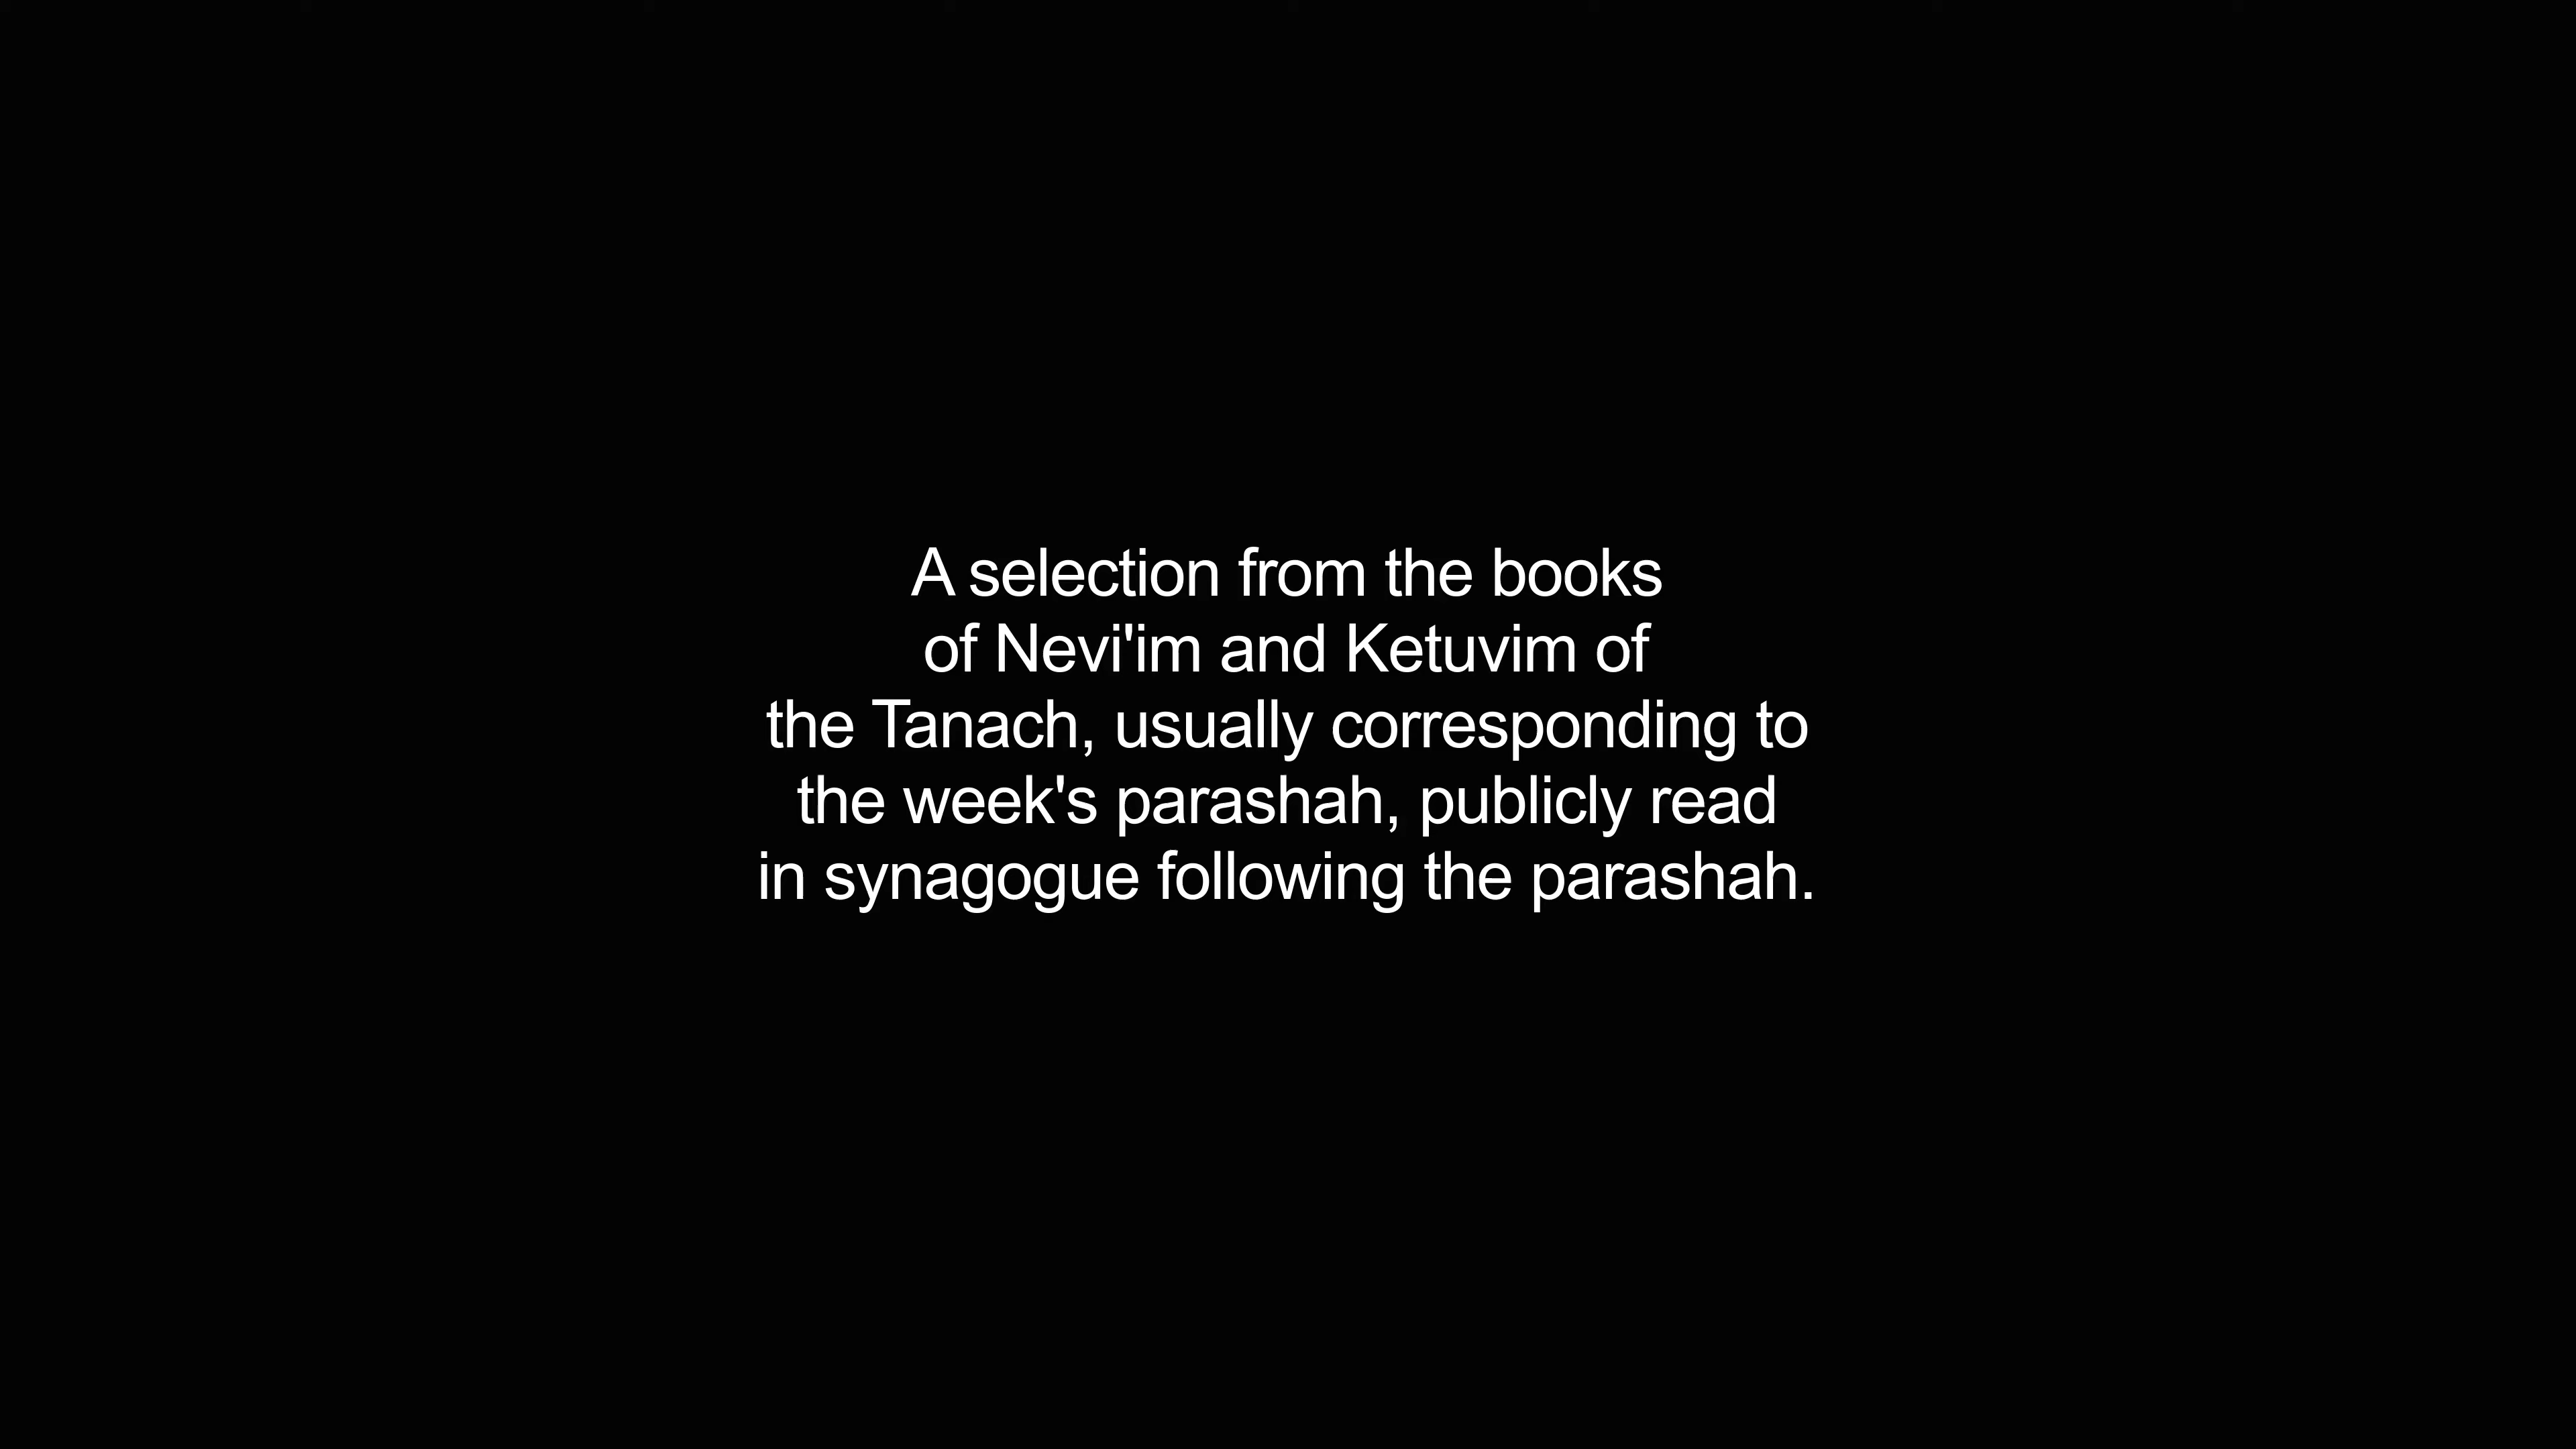 A selection from the books
of Nevi'im and Ketuvim of
the Tanach, usually corresponding to
the week's parashah, publicly read
in synagogue following the parashah.